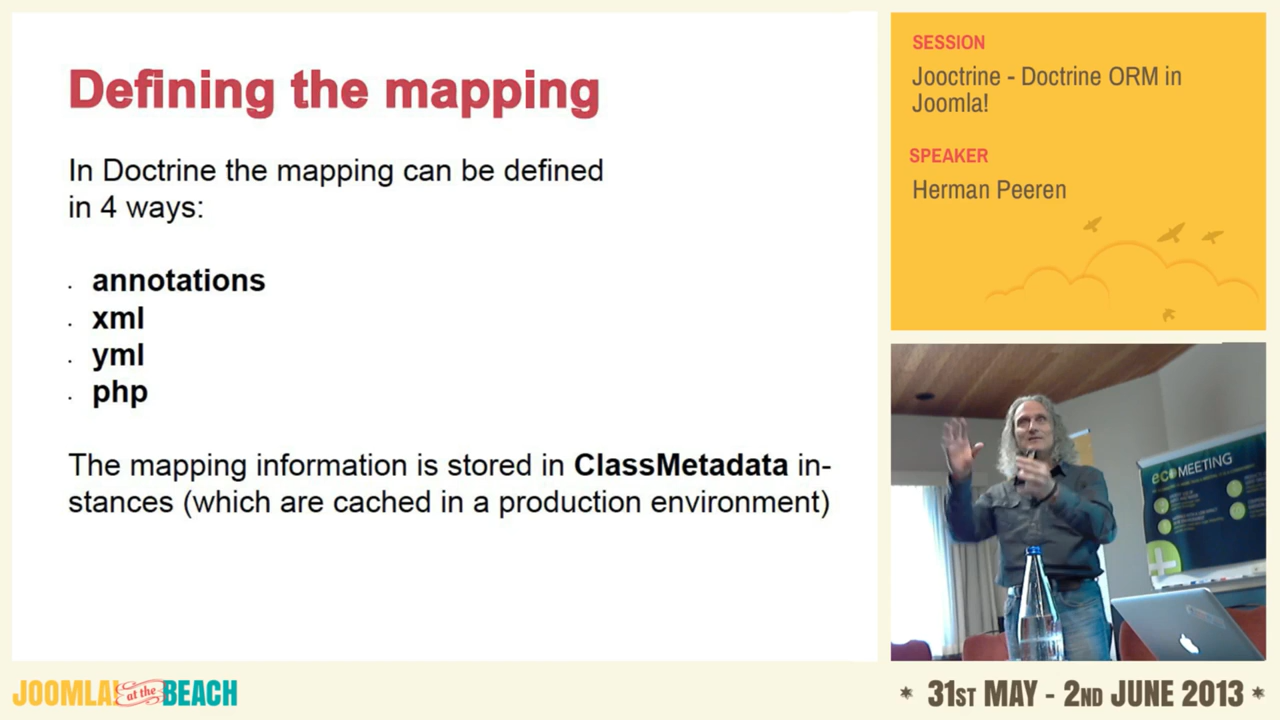 Defining the mapping
In Doctrine the mapping can be defined
in 4 ways:
. annotations
. xml
. yml
. php
The mapping information is stored in ClassMetadata in-
stances (which are cached in a production environment)
SESSION
Jooctrine - Doctrine ORM in
Joomla!
SPEAKER
Herman Peeren
eco MEETING
JOOMLA! at the BEACH
* 31ST MAY - 2ND JUNE 2013 *